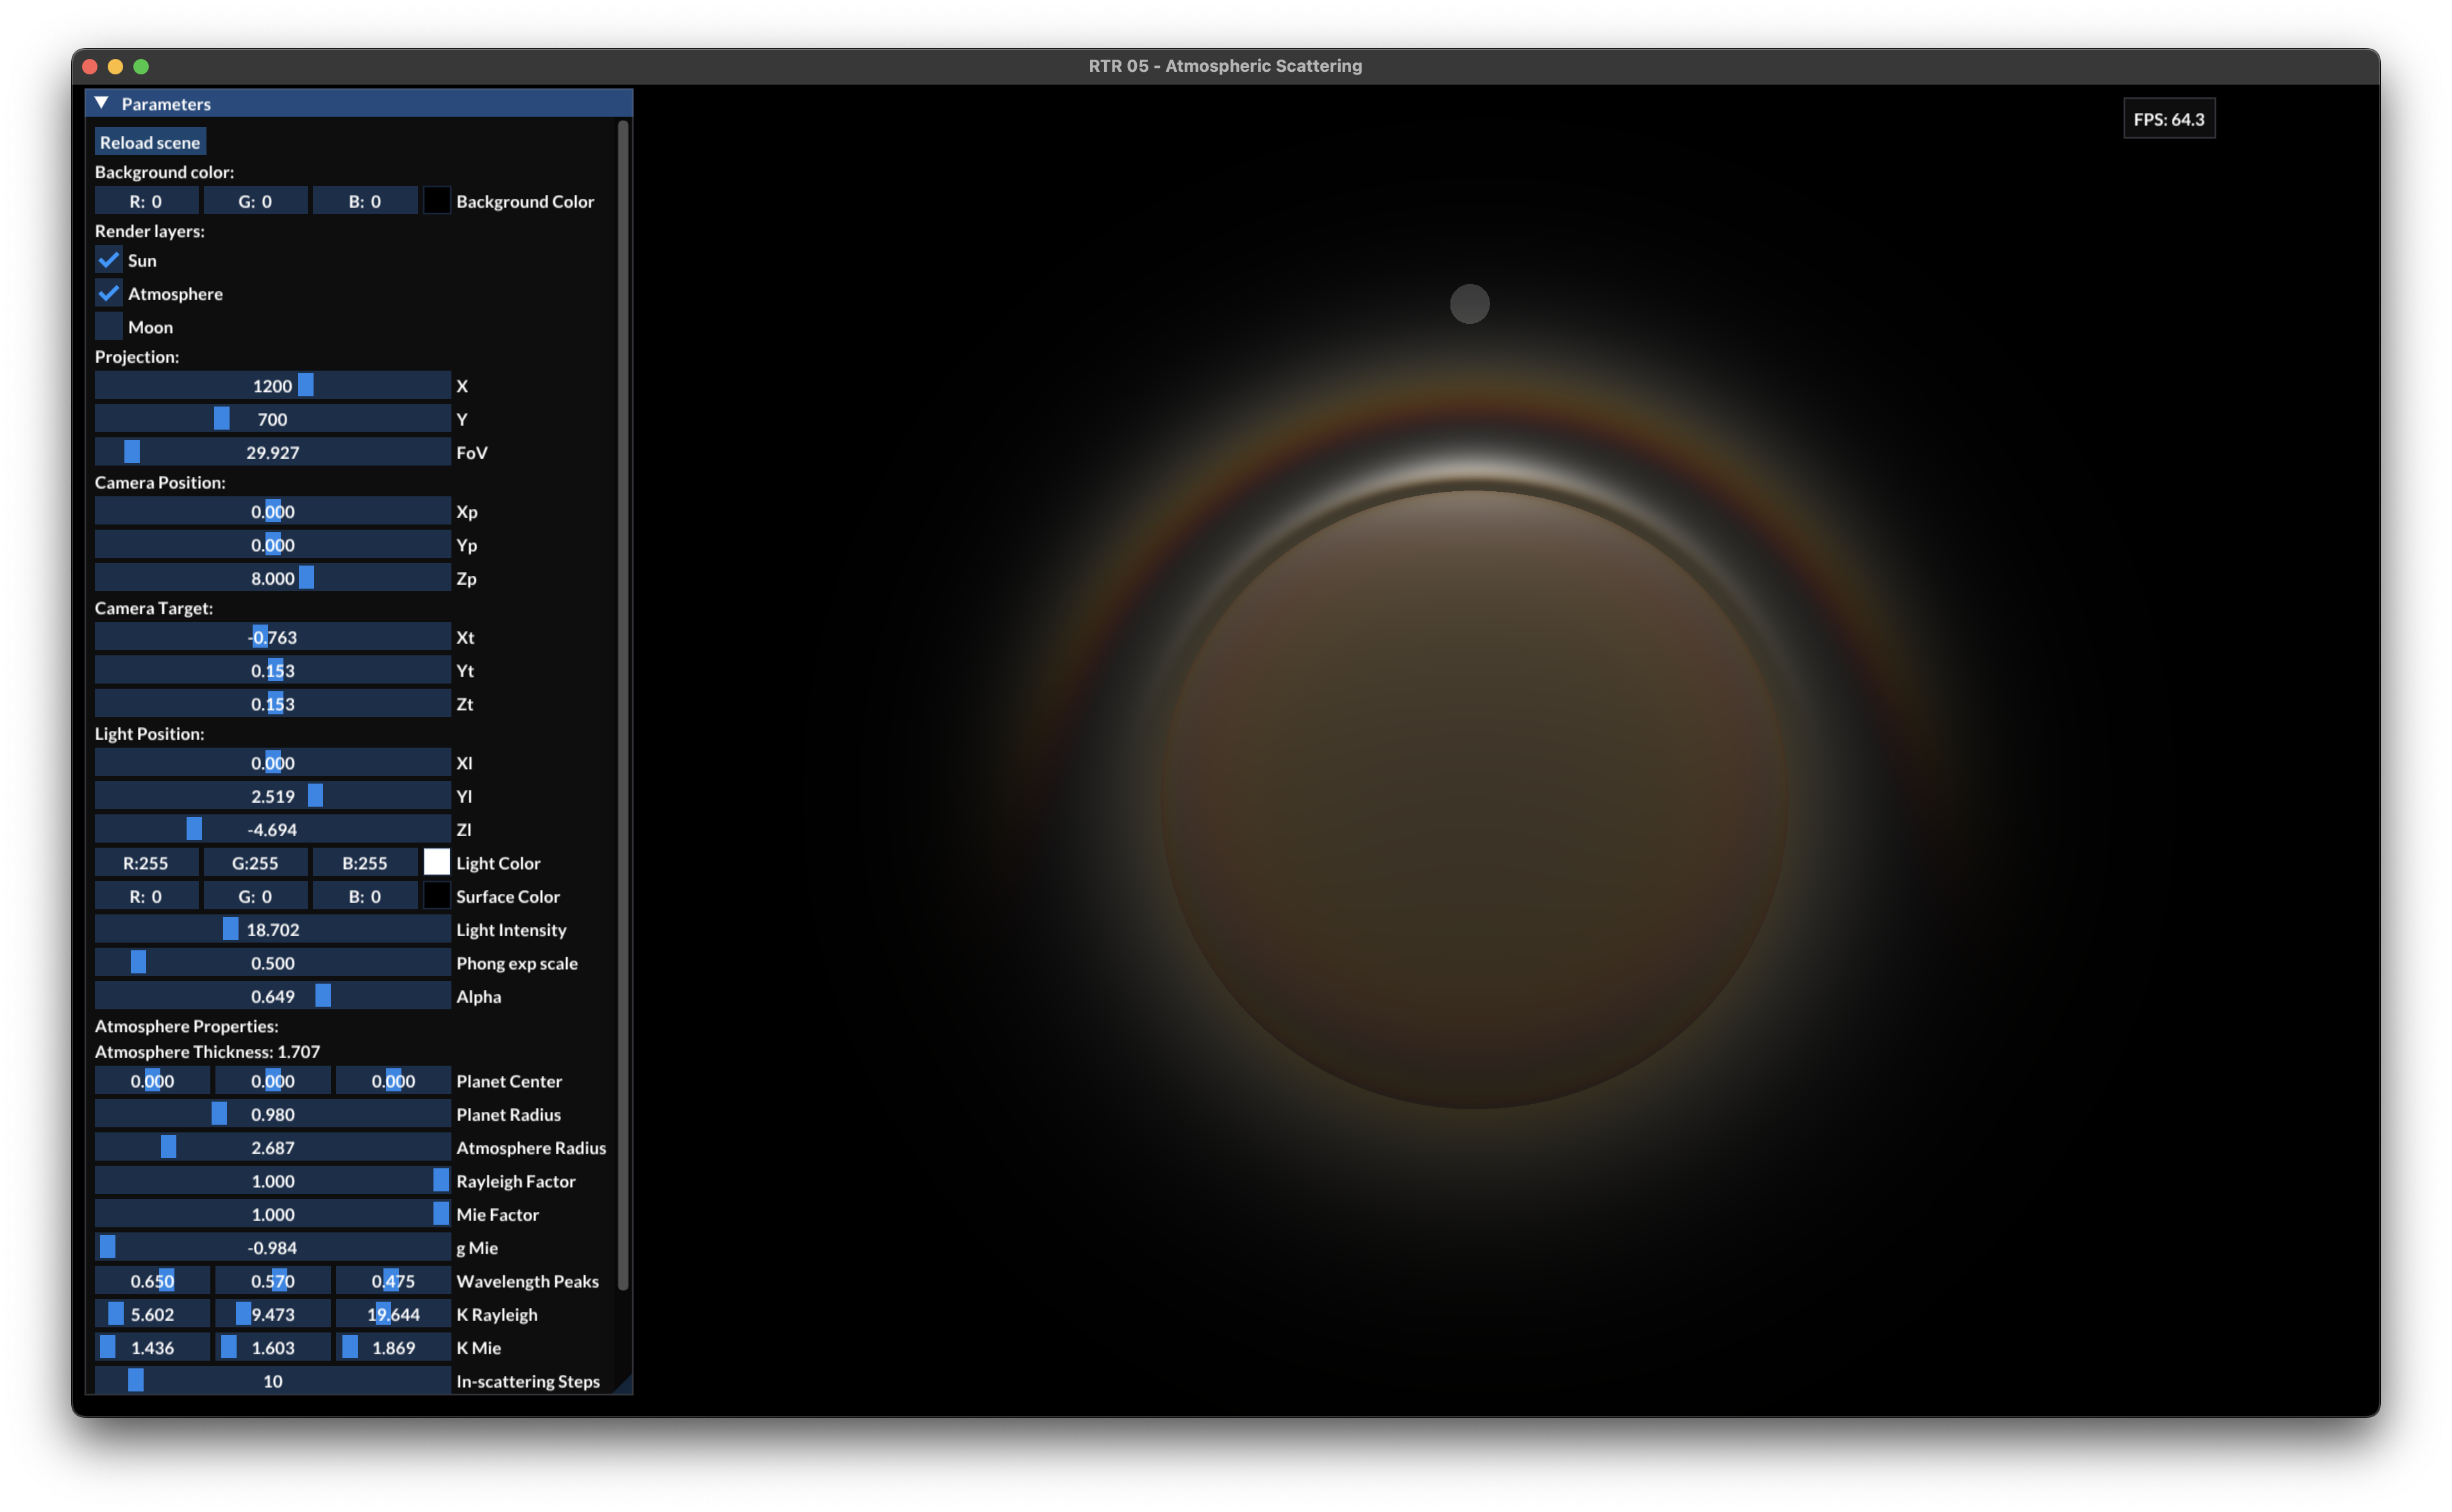 RTR 05 - Atmospheric Scattering
Parameters
FPS: 64.3
Reload scene
Background color:
R: 0 G: 0 B: 0 Background Color
Render layers:
Sun
Atmosphere
Moon
Projection:
1200 X
700 Y
29.927 FoV
Camera Position:
0.000 Xp
0.000 Yp
8.000 Zp
Camera Target:
-0.763 Xt
0.153 Yt
0.153 Zt
Light Position:
0.000 Xl
2.519 Yl
-4.694 Zl
R:255 G:255 B:255 Light Color
R: 0 G: 0 B: 0 Surface Color
18.702 Light Intensity
0.500 Phong exp scale
0.649 Alpha
Atmosphere Properties:
Atmosphere Thickness: 1.707
0.000 0.000 0.000 Planet Center
0.980 Planet Radius
2.687 Atmosphere Radius
1.000 Rayleigh Factor
1.000 Mie Factor
-0.984 g Mie
0.650 0.570 0.475 Wavelength Peaks
5.602 9.473 19.644 K Rayleigh
1.436 1.603 1.869 K Mie
10 In-scattering Steps